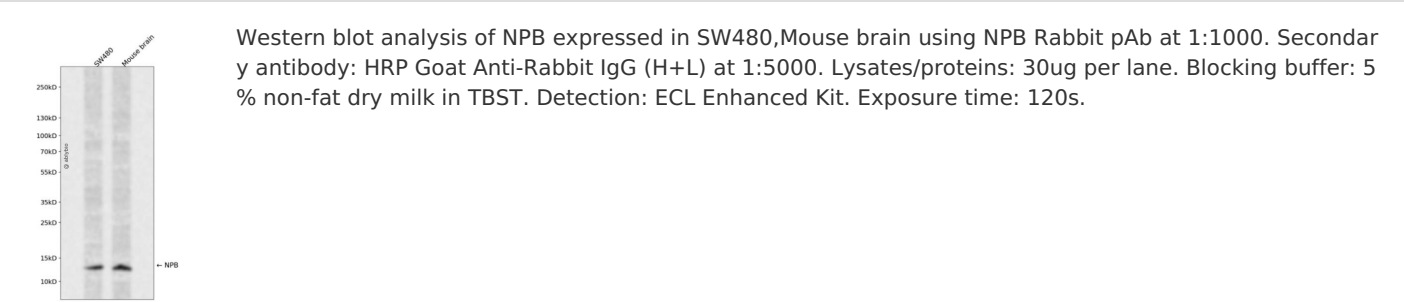 SW480
Mouse brain
250kD
130kD
100kD
70kD
55kD
35kD
25kD
15kD
10kD
@ abybio
← NPB
Western blot analysis of NPB expressed in SW480,Mouse brain using NPB Rabbit pAb at 1:1000. Secondar
y antibody: HRP Goat Anti-Rabbit IgG (H+L) at 1:5000. Lysates/proteins: 30ug per lane. Blocking buffer: 5
% non-fat dry milk in TBST. Detection: ECL Enhanced Kit. Exposure time: 120s.